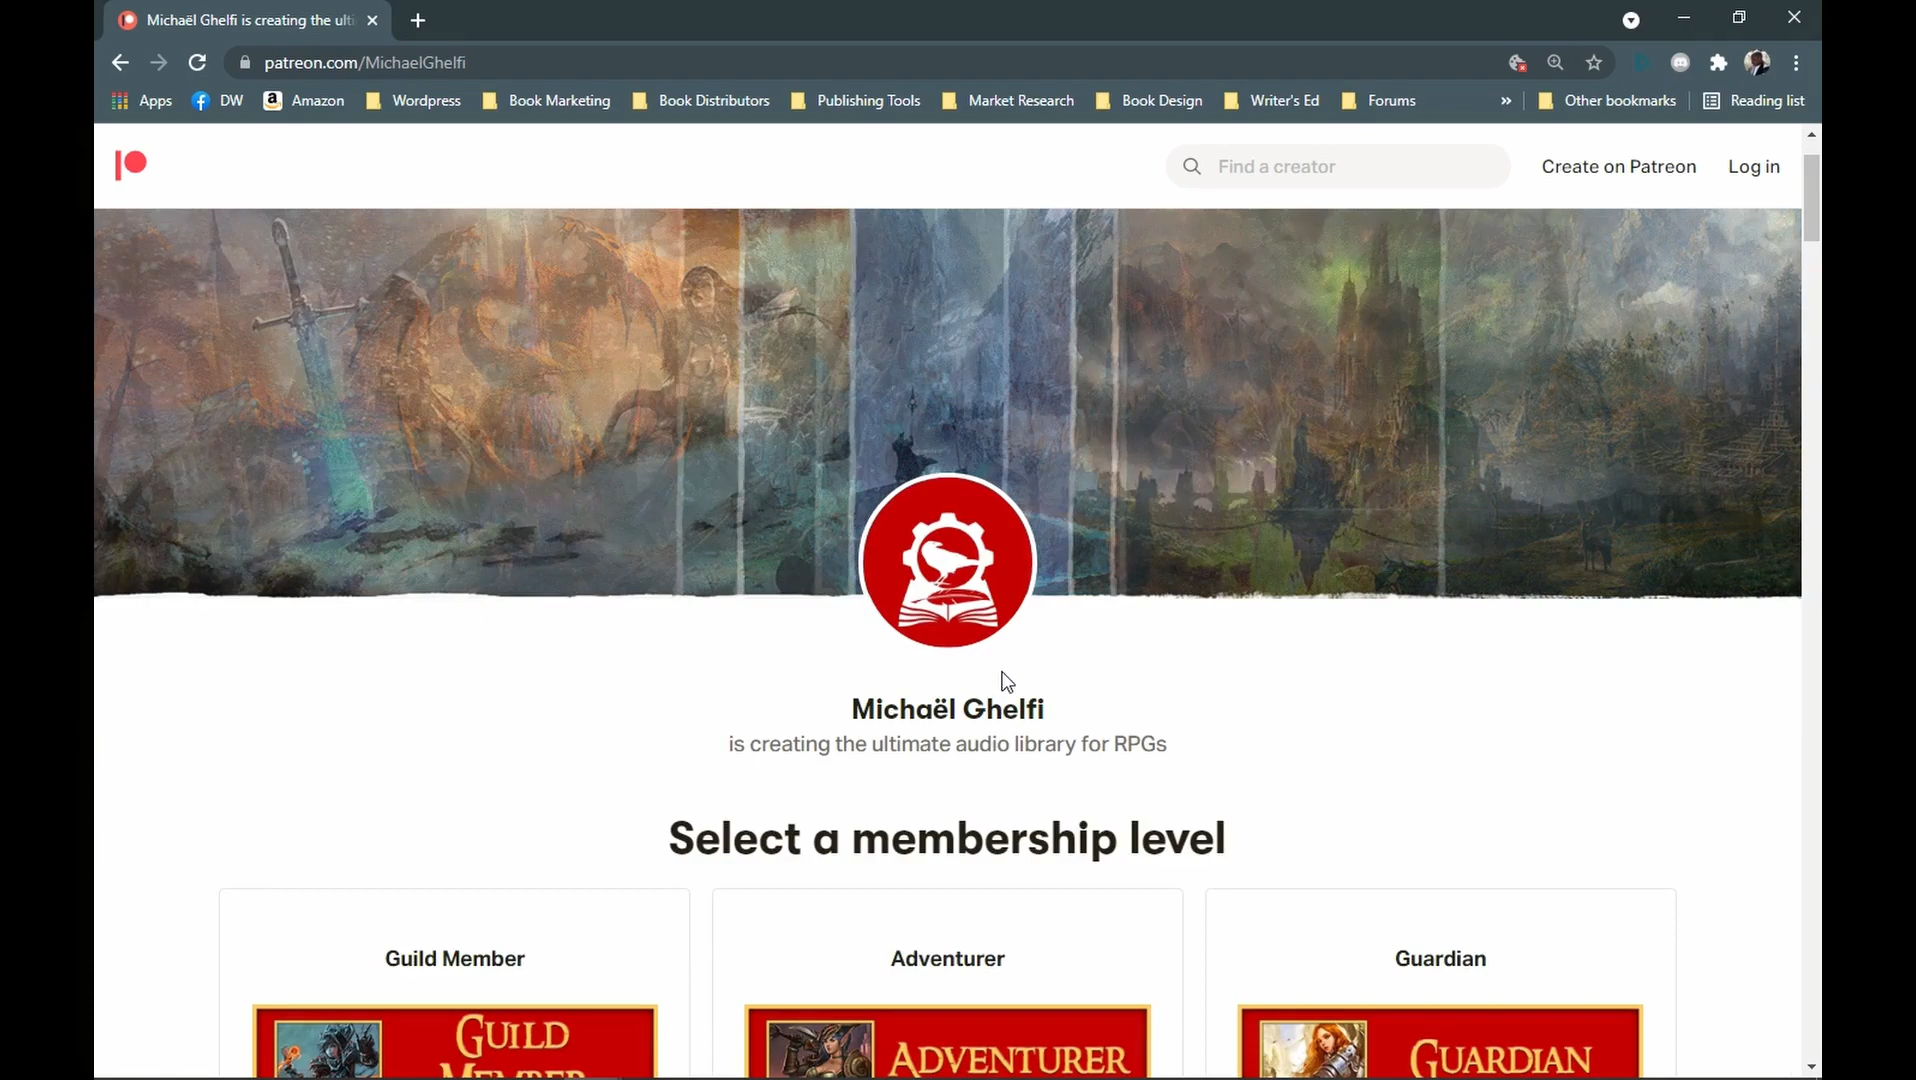 Michaël Ghelfi is creating the ulti
patreon.com/MichaelGhelfi
Apps DW Amazon Wordpress Book Marketing Book Distributors Publishing Tools Market Research Book Design Writer's Ed Forums » Other bookmarks Reading list
Find a creator Create on Patreon Log in
Michaël Ghelfi
is creating the ultimate audio library for RPGs
Select a membership level
Guild Member Adventurer Guardian
GUILD
MEMBER ADVENTURER GUARDIAN